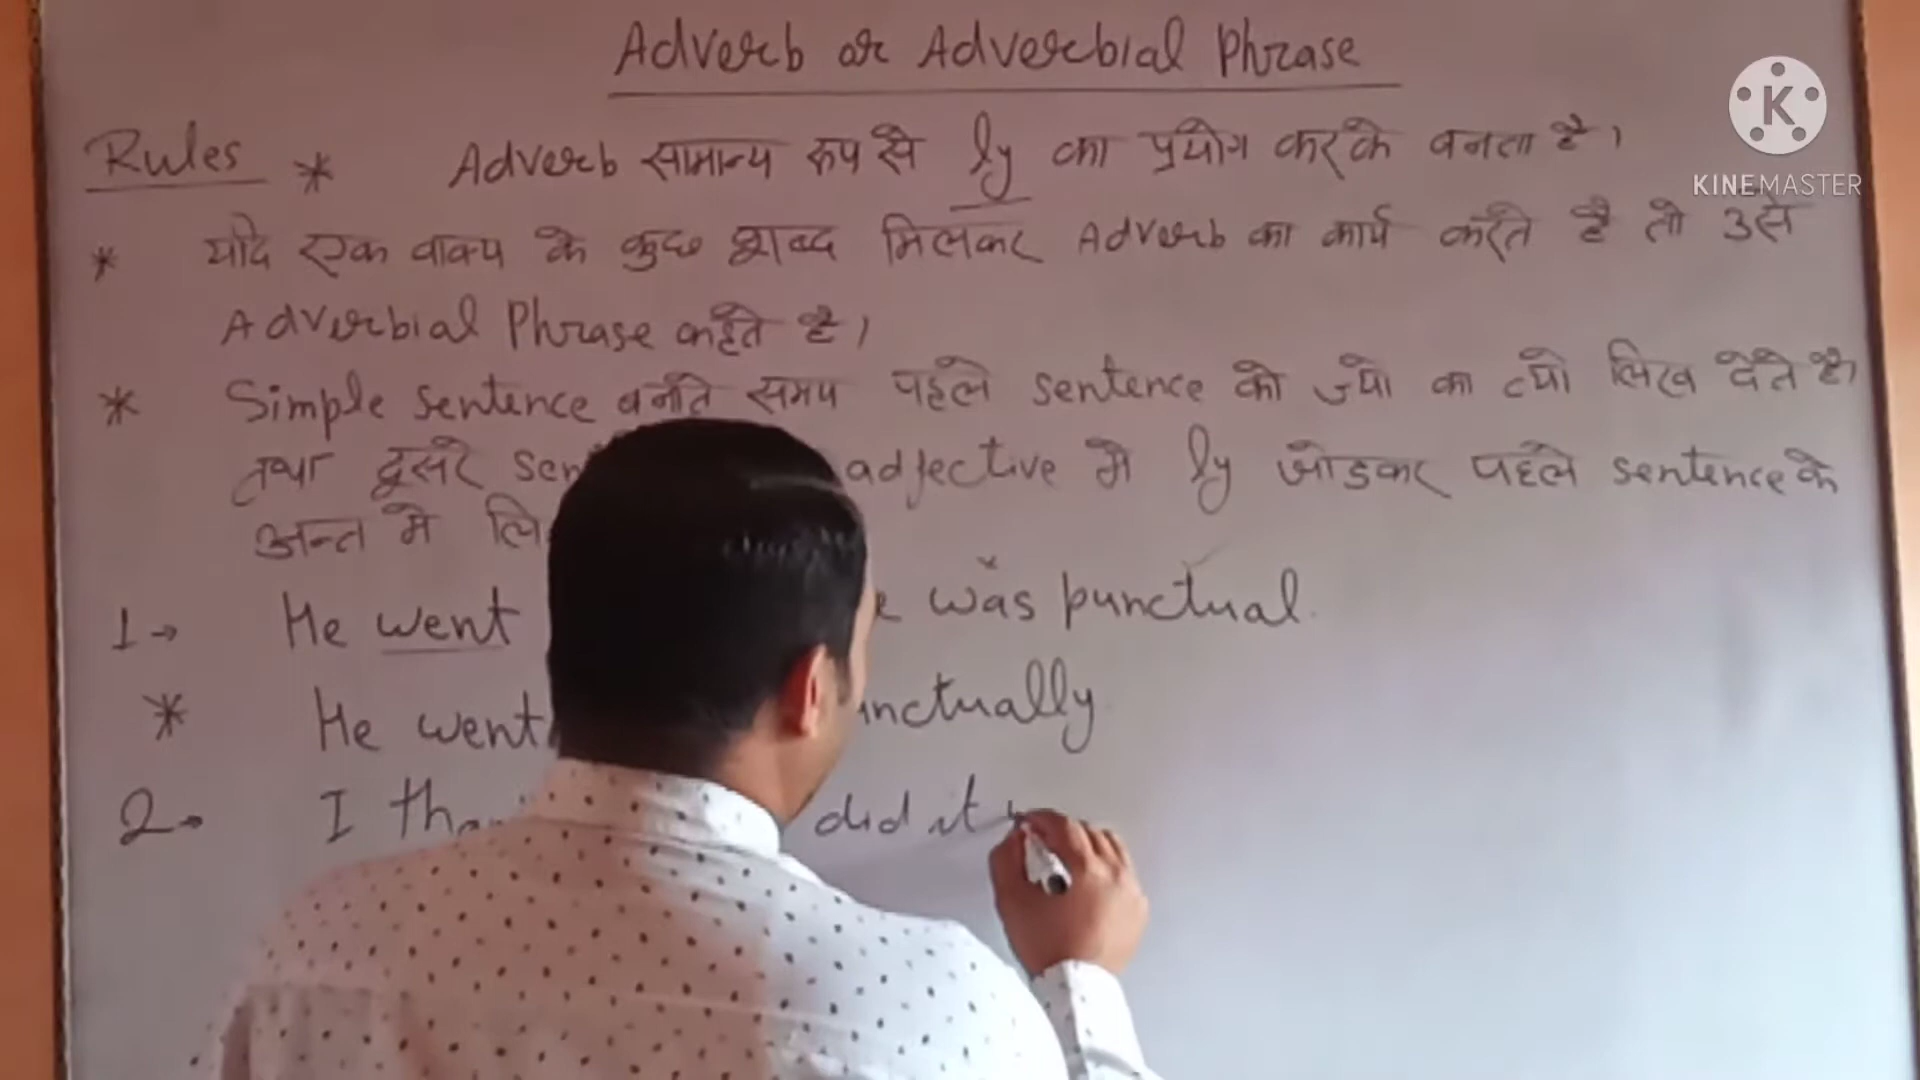 Adverb or Adverbial Phrase
Rules * Adverb सामान्य रूप से ly का प्रयोग करके बनता है।
* यदि एक वाक्य के कुछ शब्द मिलकर Adverb का कार्य करते है तो उसे
Adverbial Phrase कहते है।
* Simple sentence बनाते समय पहले sentence को ज्यो का त्यो लिख देते है।
तथा दूसरे adjective मे ly जोडकर पहले sentence के
अन्त मे
1→ He went was punctual.
* He went
2→ I did it
K
KINEMASTER